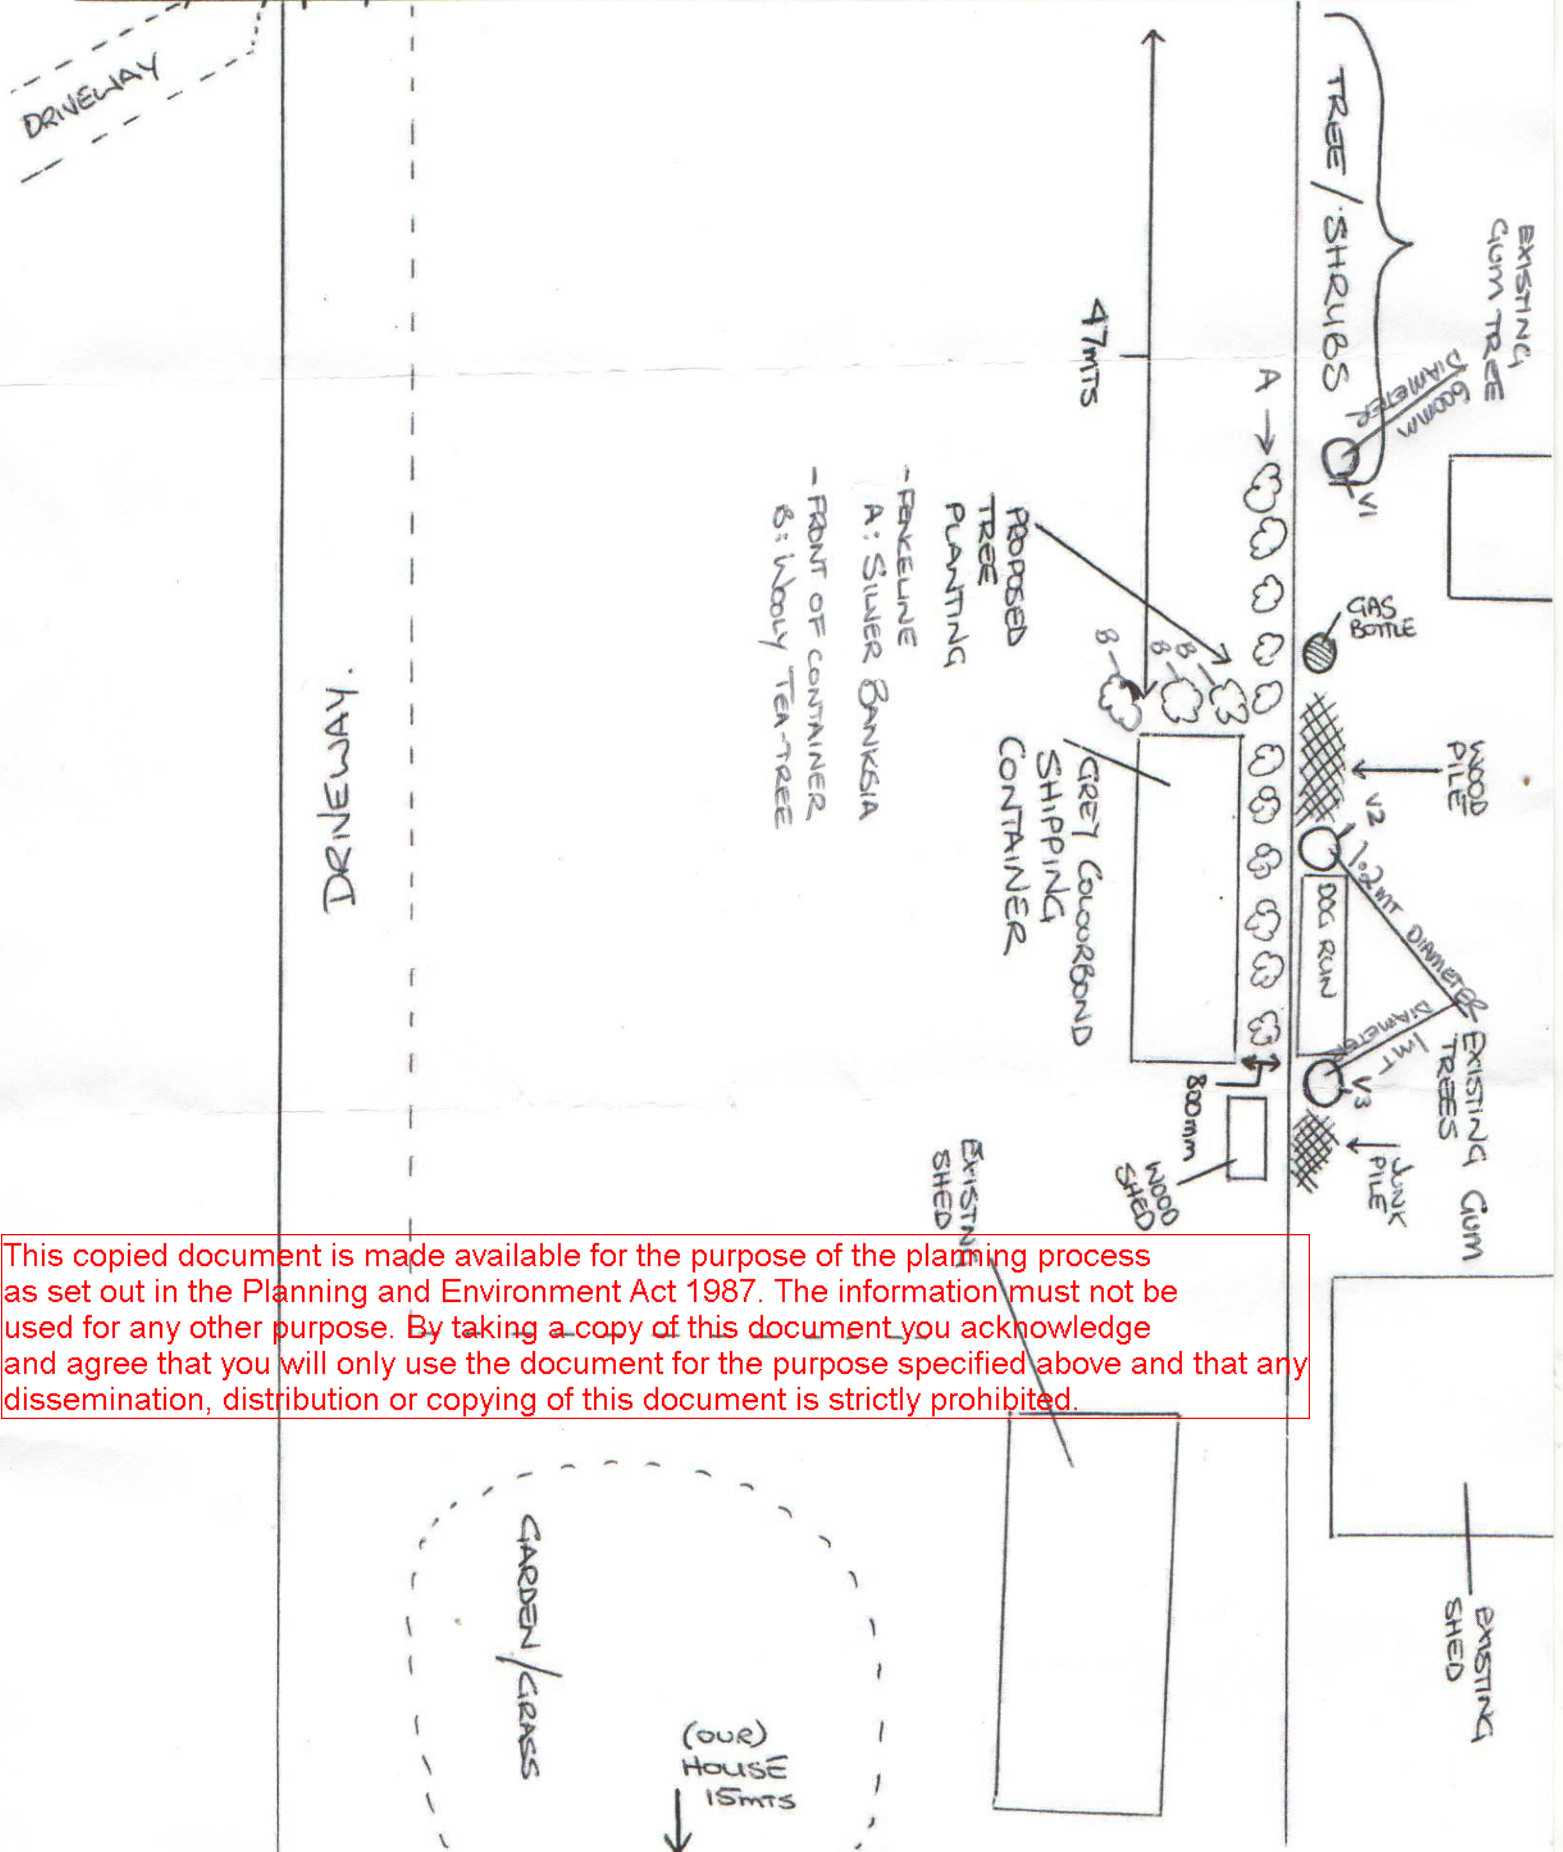 DRIVEWAY
TREE/SHRUBS
EXISTING
GUM TREE
600mm
DIAMETER
V1
47mTS
A
GAS
BOTTLE
PROPOSED
TREE
PLANTING
-FENCELINE
A: SILVER BANKSIA
-FRONT OF CONTAINER
B: WOOLY TEA-TREE
B
B
B
WOOD
PILE
V2
1.2mT DIAMETER
DOG RUN
GREY COLOURBOND
SHIPPING
CONTAINER
DRIVEWAY.
EXISTING GUM
TREES
1mT
DIAMETER
V3
JUNK
PILE
800mm
WOOD
SHED
EXISTING
SHED
This copied document is made available for the purpose of the planning process
as set out in the Planning and Environment Act 1987. The information must not be
used for any other purpose. By taking a copy of this document you acknowledge
and agree that you will only use the document for the purpose specified above and that any
dissemination, distribution or copying of this document is strictly prohibited.
EXISTING
SHED
GARDEN/GRASS
(OUR)
HOUSE
15mTS